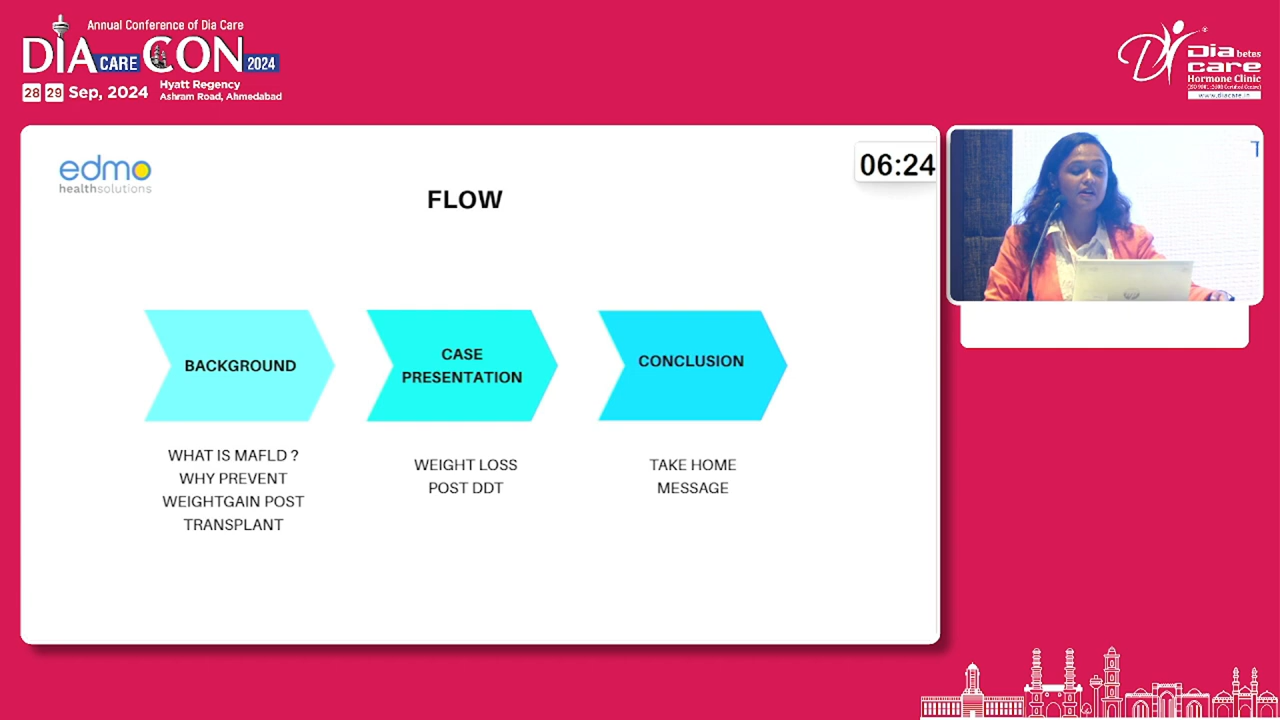 Annual Conference of Dia Care
DIA CARE CON 2024
28 29 Sep, 2024
Hyatt Regency
Ashram Road, Ahmedabad
Dia betes
care
Hormone Clinic
edmo
healthsolutions
06:24
FLOW
BACKGROUND
CASE
PRESENTATION
CONCLUSION
WHAT IS MAFLD ?
WHY PREVENT
WEIGHTGAIN POST
TRANSPLANT
WEIGHT LOSS
POST DDT
TAKE HOME
MESSAGE